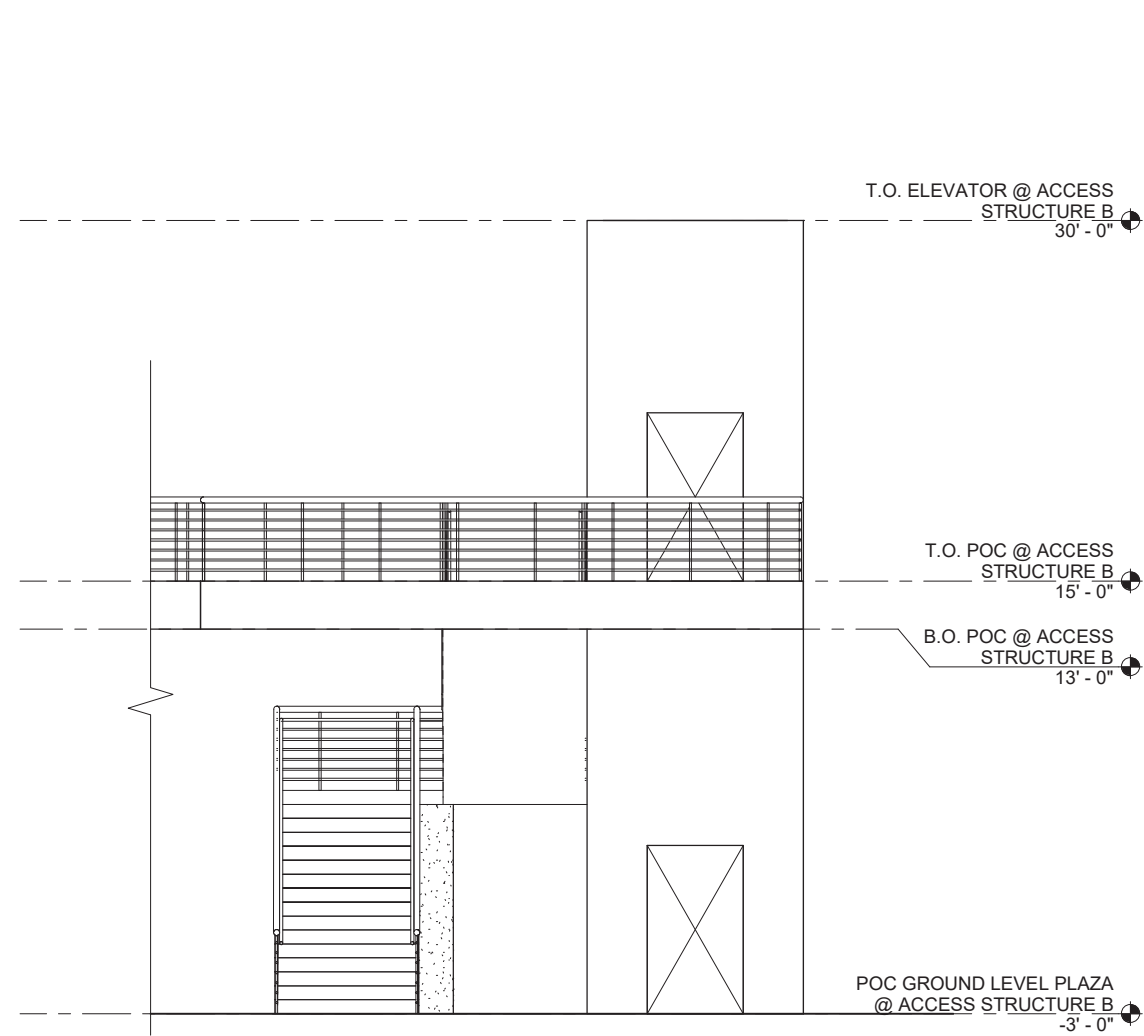 T.O. ELEVATOR @ ACCESS
STRUCTURE B
30' - 0"
T.O. POC @ ACCESS
STRUCTURE B
15' - 0"
B.O. POC @ ACCESS
STRUCTURE B
13' - 0"
POC GROUND LEVEL PLAZA
@ ACCESS STRUCTURE B
-3' - 0"